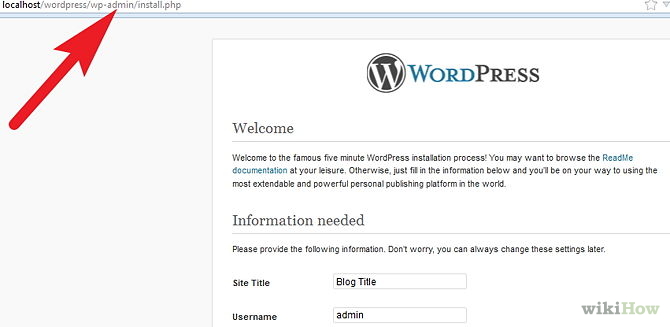 localhost/wordpress/wp-admin/install.php
WORDPRESS
Welcome
Welcome to the famous five minute WordPress installation process! You may want to browse the ReadMe
documentation at your leisure. Otherwise, just fill in the information below and you'll be on your way to using the
most extendable and powerful personal publishing platform in the world.
Information needed
Please provide the following information. Don't worry, you can always change these settings later.
Site Title Blog Title
Username admin
wikiHow